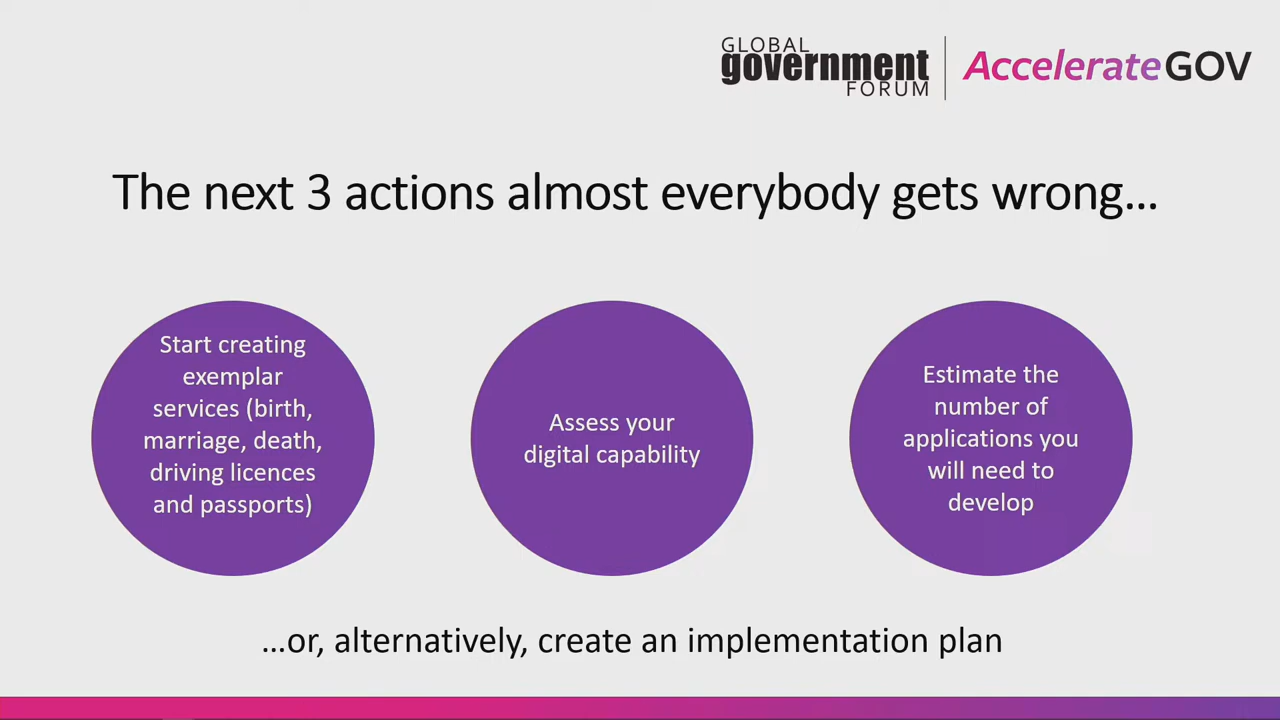 GLOBAL
government
FORUM
AccelerateGOV
The next 3 actions almost everybody gets wrong…
Start creating
exemplar
services (birth,
marriage, death,
driving licences
and passports)
Assess your
digital capability
Estimate the
number of
applications you
will need to
develop
…or, alternatively, create an implementation plan